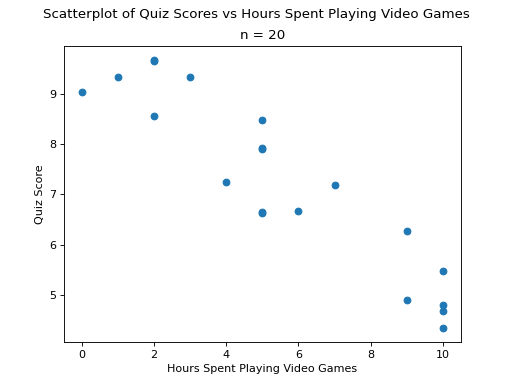 Scatterplot of Quiz Scores vs Hours Spent Playing Video Games
n = 20
9
8
7
6
5
Quiz Score
0 2 4 6 8 10
Hours Spent Playing Video Games